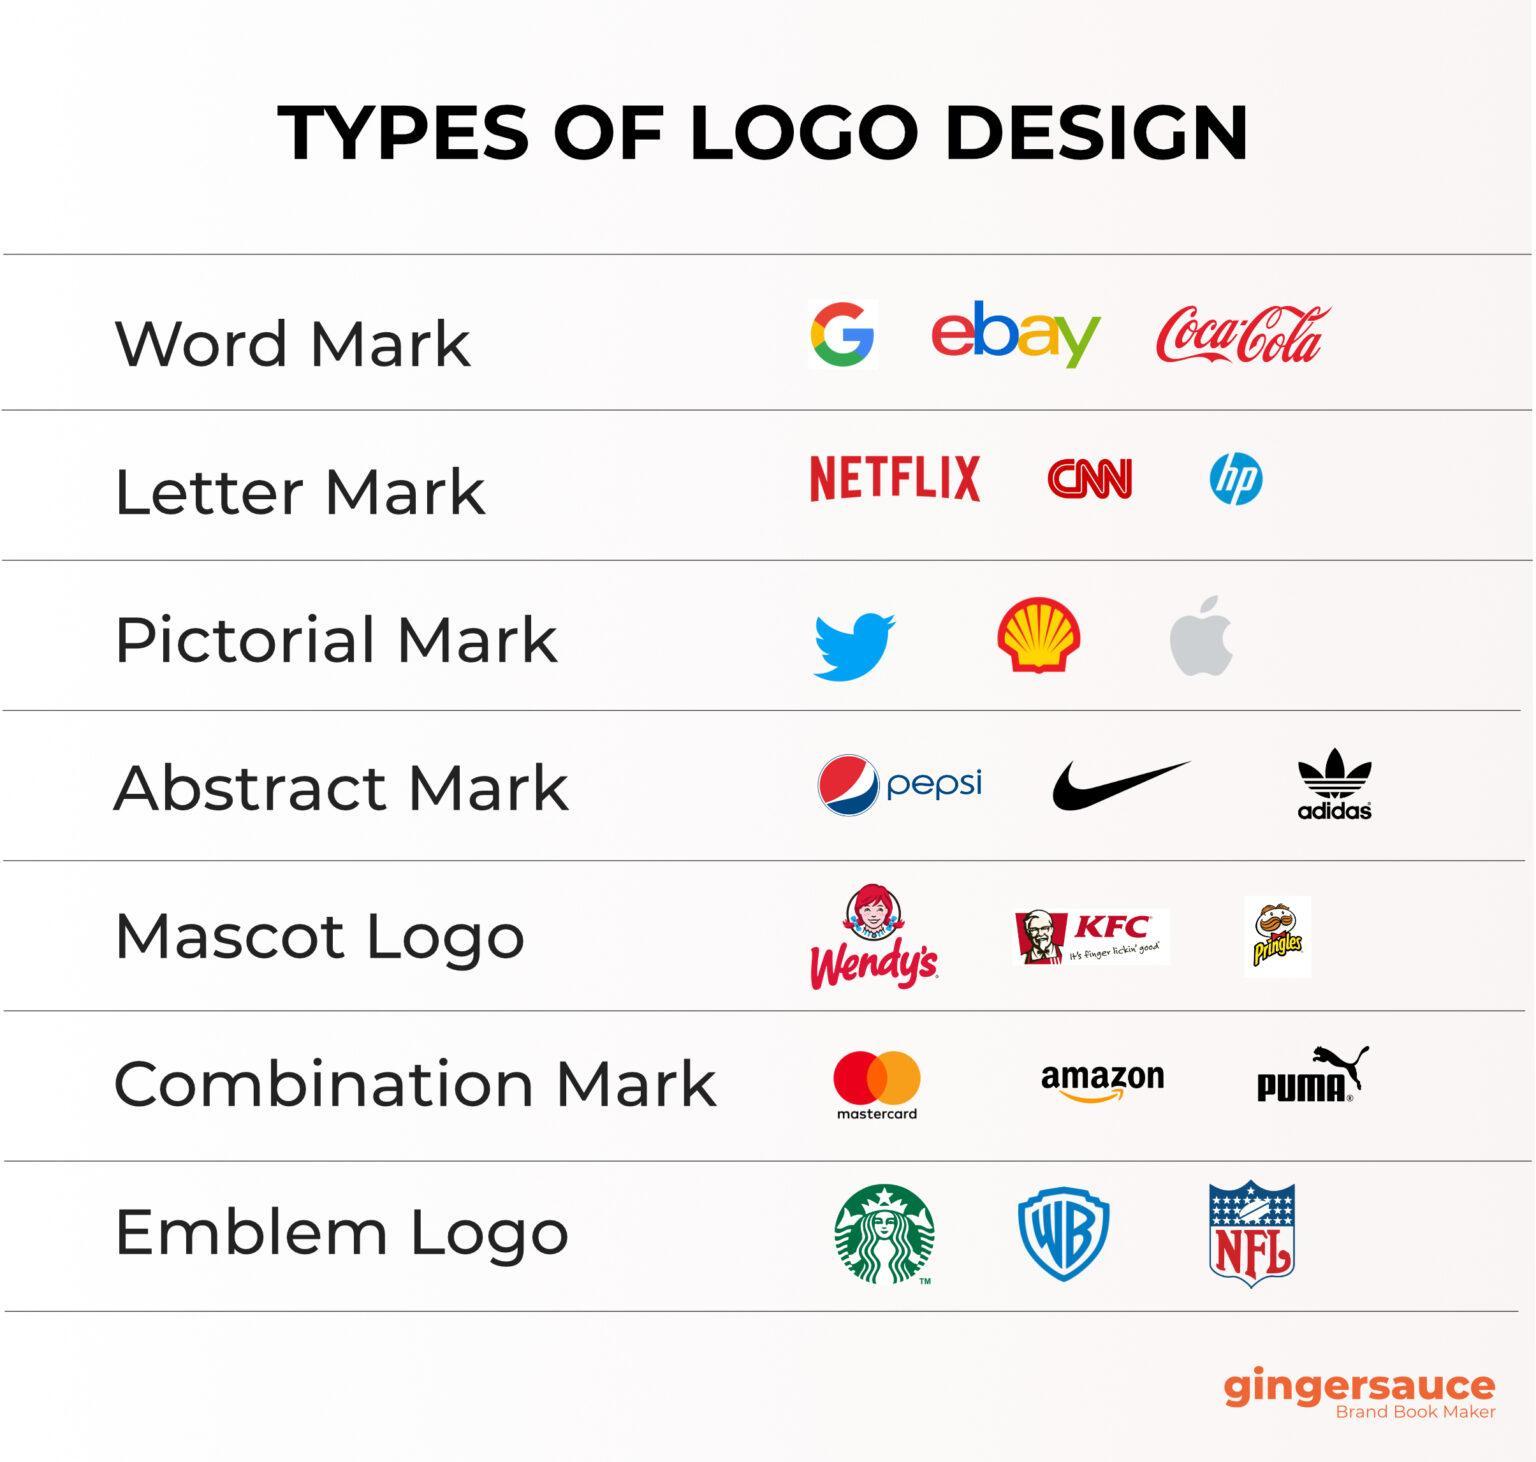 TYPES OF LOGO DESIGN
Word Mark
G ebay Coca-Cola
Letter Mark
NETFLIX CNN hp
Pictorial Mark
Abstract Mark
pepsi adidas
Mascot Logo
Wendy's KFC Pringles
It's finger lickin' good
Combination Mark
mastercard amazon PUMA®
Emblem Logo
WB NFL
TM
gingersauce
Brand Book Maker